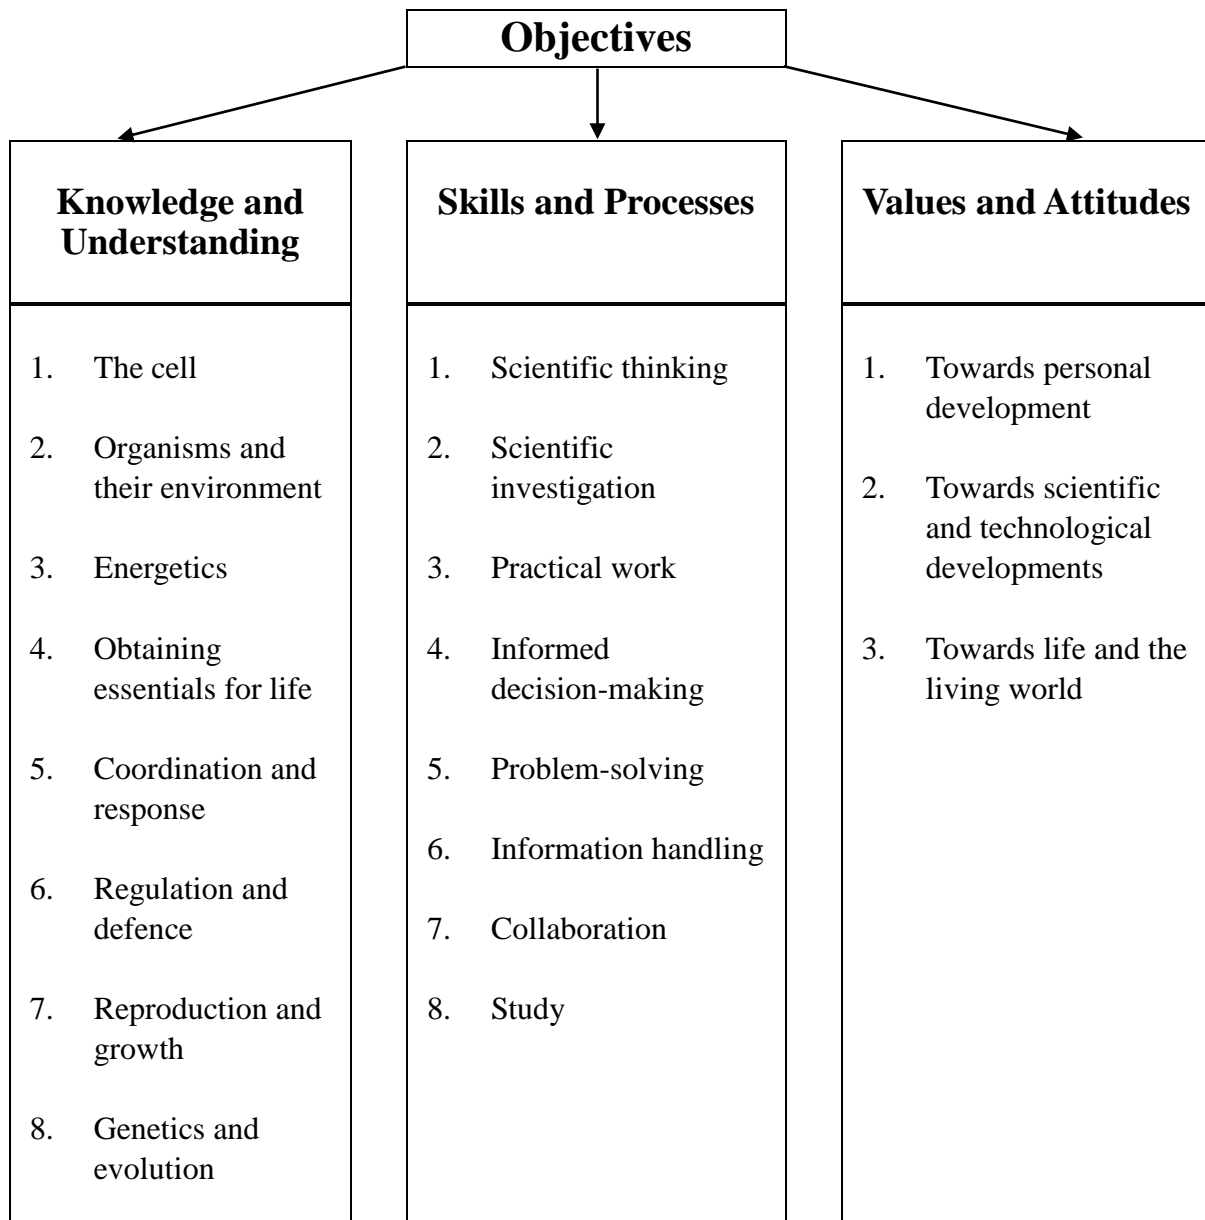 Objectives
Knowledge and
Understanding
1. The cell
2. Organisms and
their environment
3. Energetics
4. Obtaining
essentials for life
5. Coordination and
response
6. Regulation and
defence
7. Reproduction and
growth
8. Genetics and
evolution
Skills and Processes
1. Scientific thinking
2. Scientific
investigation
3. Practical work
4. Informed
decision-making
5. Problem-solving
6. Information handling
7. Collaboration
8. Study
Values and Attitudes
1. Towards personal
development
2. Towards scientific
and technological
developments
3. Towards life and the
living world